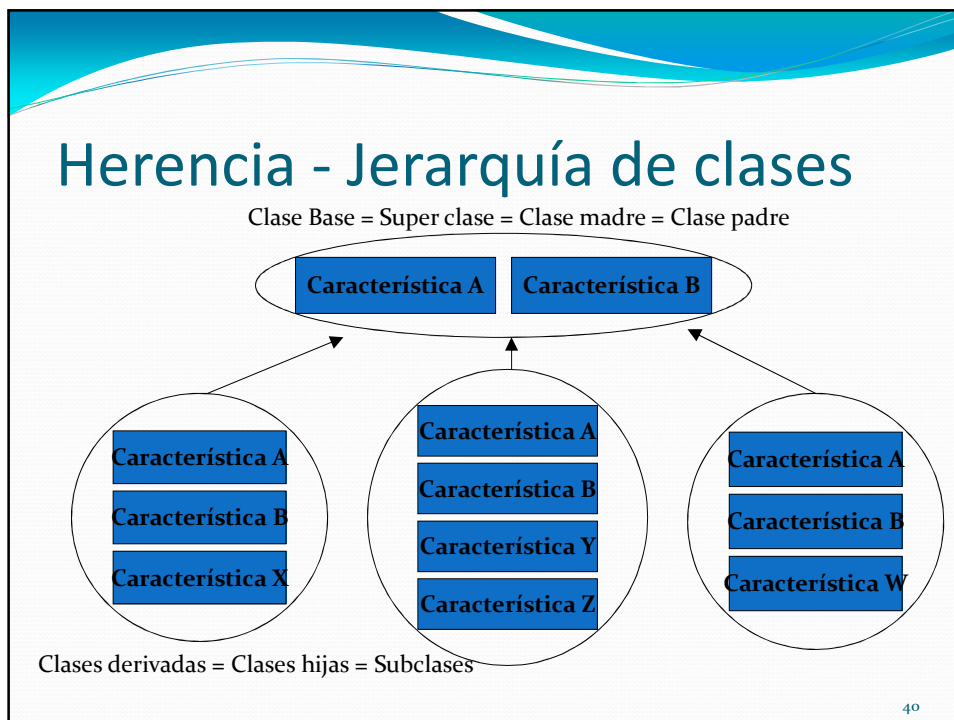 Herencia - Jerarquía de clases
Clase Base = Super clase = Clase madre = Clase padre
Característica A
Característica B
Característica A
Característica B
Característica X
Característica A
Característica B
Característica Y
Característica Z
Característica A
Característica B
Característica W
Clases derivadas = Clases hijas = Subclases
40